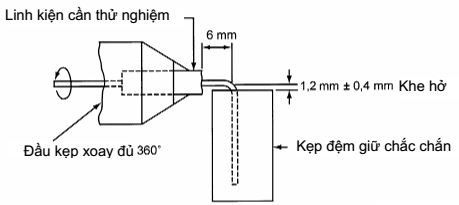 Linh kiện cần thử nghiệm
6 mm
1,2 mm ± 0,4 mm Khe hở
Đầu kẹp xoay đủ 360°
Kẹp đệm giữ chắc chắn